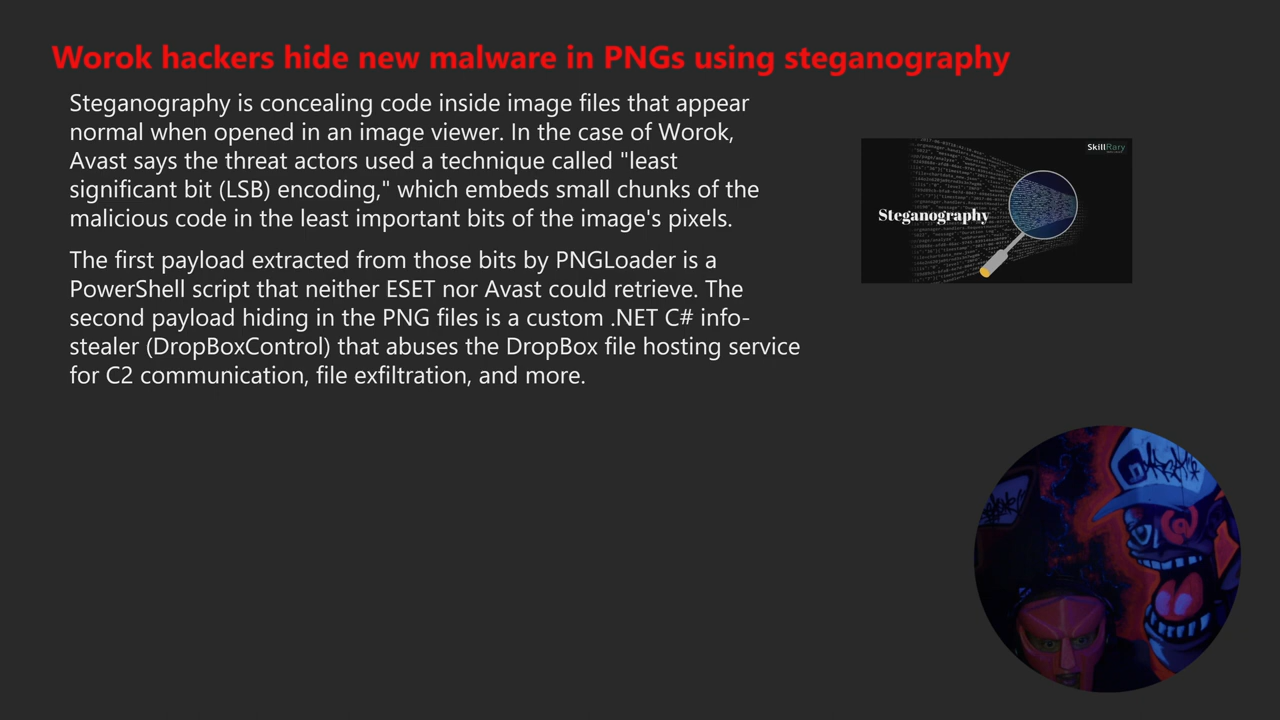 Worok hackers hide new malware in PNGs using steganography
Steganography is concealing code inside image files that appear
normal when opened in an image viewer. In the case of Worok,
Avast says the threat actors used a technique called "least
significant bit (LSB) encoding," which embeds small chunks of the
malicious code in the least important bits of the image's pixels.
The first payload extracted from those bits by PNGLoader is a
PowerShell script that neither ESET nor Avast could retrieve. The
second payload hiding in the PNG files is a custom .NET C# info-
stealer (DropBoxControl) that abuses the DropBox file hosting service
for C2 communication, file exfiltration, and more.
SkillRary
Steganography